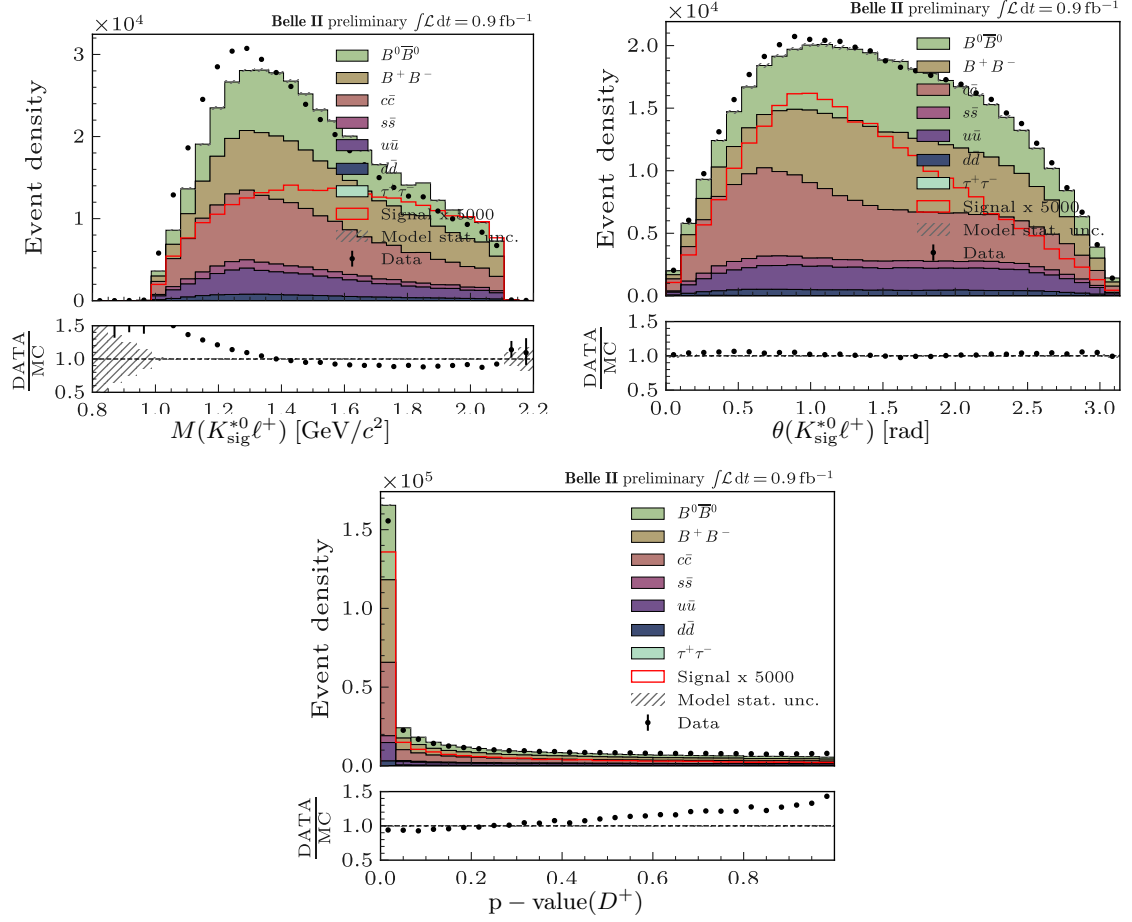 Belle II preliminary ∫ℒ dt = 0.9 fb⁻¹
×10⁴
Event density
3
2
1
0
B⁰B̅⁰
B⁺B⁻
cc̄
ss̄
uū
dd̄
τ⁺τ⁻
Signal x 5000
Model stat. unc.
Data
DATA
MC
1.5
1.0
0.5
0.8 1.0 1.2 1.4 1.6 1.8 2.0 2.2
M(K*⁰sig ℓ⁺) [GeV/c²]
Belle II preliminary ∫ℒ dt = 0.9 fb⁻¹
×10⁴
Event density
2.0
1.5
1.0
0.5
0.0
B⁰B̅⁰
B⁺B⁻
cc̄
ss̄
uū
dd̄
τ⁺τ⁻
Signal x 5000
Model stat. unc.
Data
DATA
MC
1.5
1.0
0.5
0.0 0.5 1.0 1.5 2.0 2.5 3.0
θ(K*⁰sig ℓ⁺) [rad]
Belle II preliminary ∫ℒ dt = 0.9 fb⁻¹
×10⁵
Event density
1.5
1.0
0.5
0.0
B⁰B̅⁰
B⁺B⁻
cc̄
ss̄
uū
dd̄
τ⁺τ⁻
Signal x 5000
Model stat. unc.
Data
DATA
MC
1.5
1.0
0.5
0.0 0.2 0.4 0.6 0.8
p − value(D⁺)